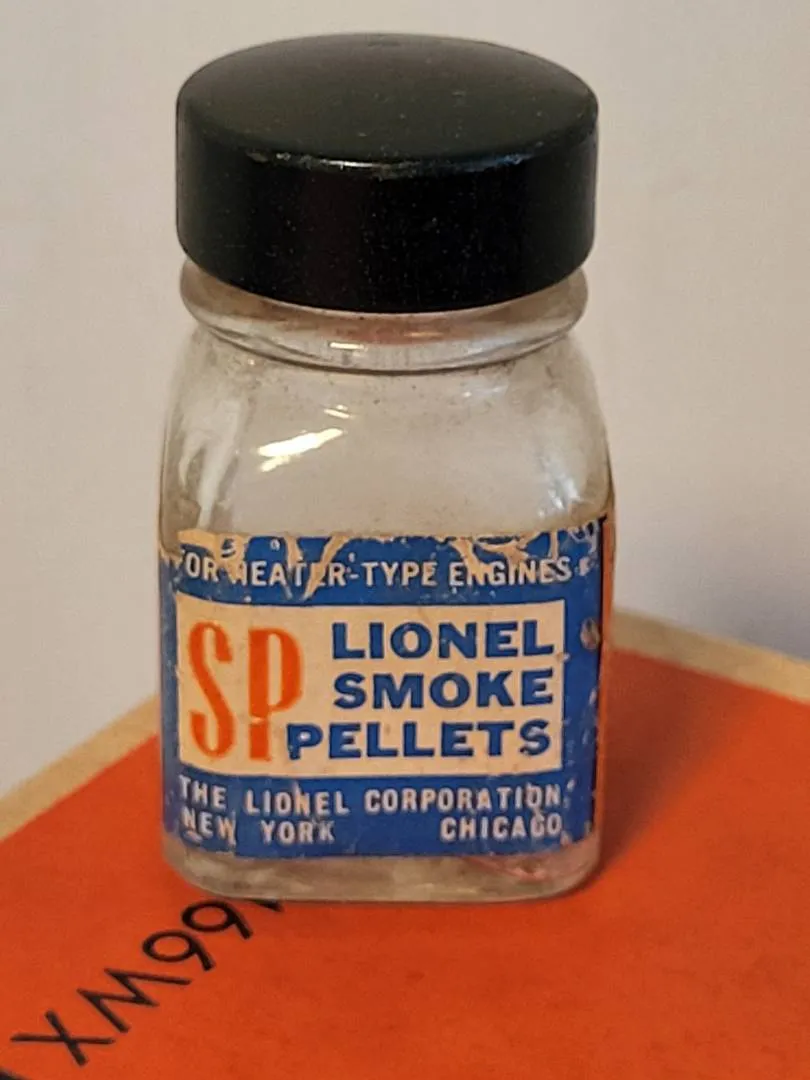 FOR HEATER-TYPE ENGINES
SP
LIONEL
SMOKE
PELLETS
THE LIONEL CORPORATION
NEW YORK CHICAGO